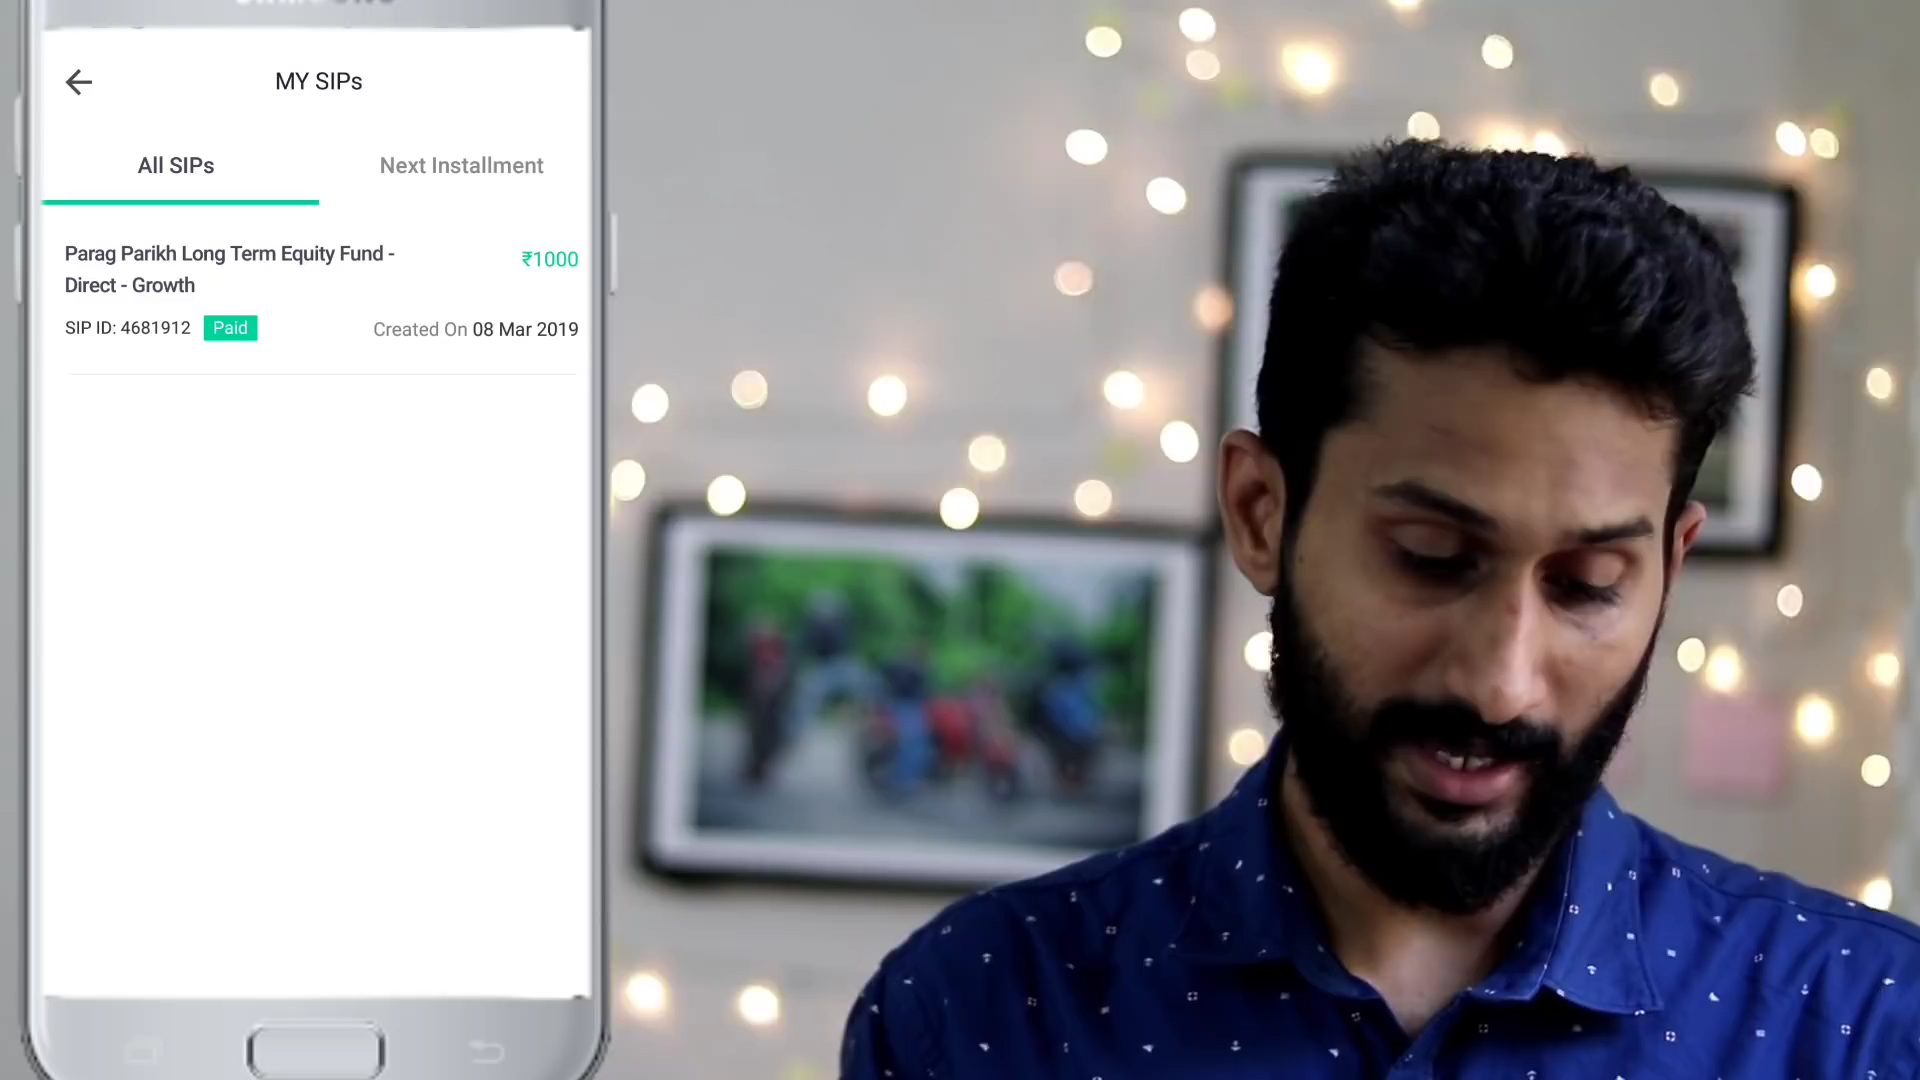 MY SIPs
All SIPs
Next Installment
Parag Parikh Long Term Equity Fund -
Direct - Growth
₹1000
SIP ID: 4681912
Paid
Created On 08 Mar 2019